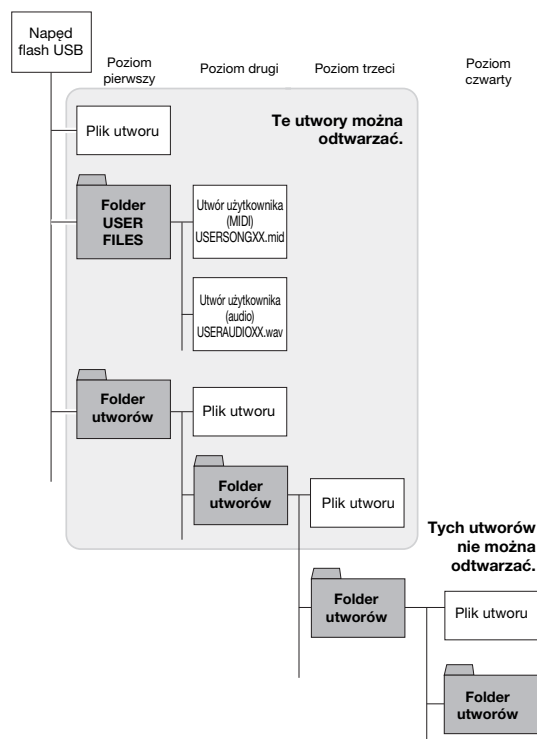 Napęd
flash USB
Poziom
pierwszy
Poziom drugi
Poziom trzeci
Poziom
czwarty
Plik utworu
Te utwory można
odtwarzać.
Folder
USER
FILES
Utwór użytkownika
(MIDI)
USERSONGXX.mid
Utwór użytkownika
(audio)
USERAUDIOXX.wav
Folder
utworów
Plik utworu
Folder
utworów
Plik utworu
Tych utworów
nie można
odtwarzać.
Folder
utworów
Plik utworu
Folder
utworów